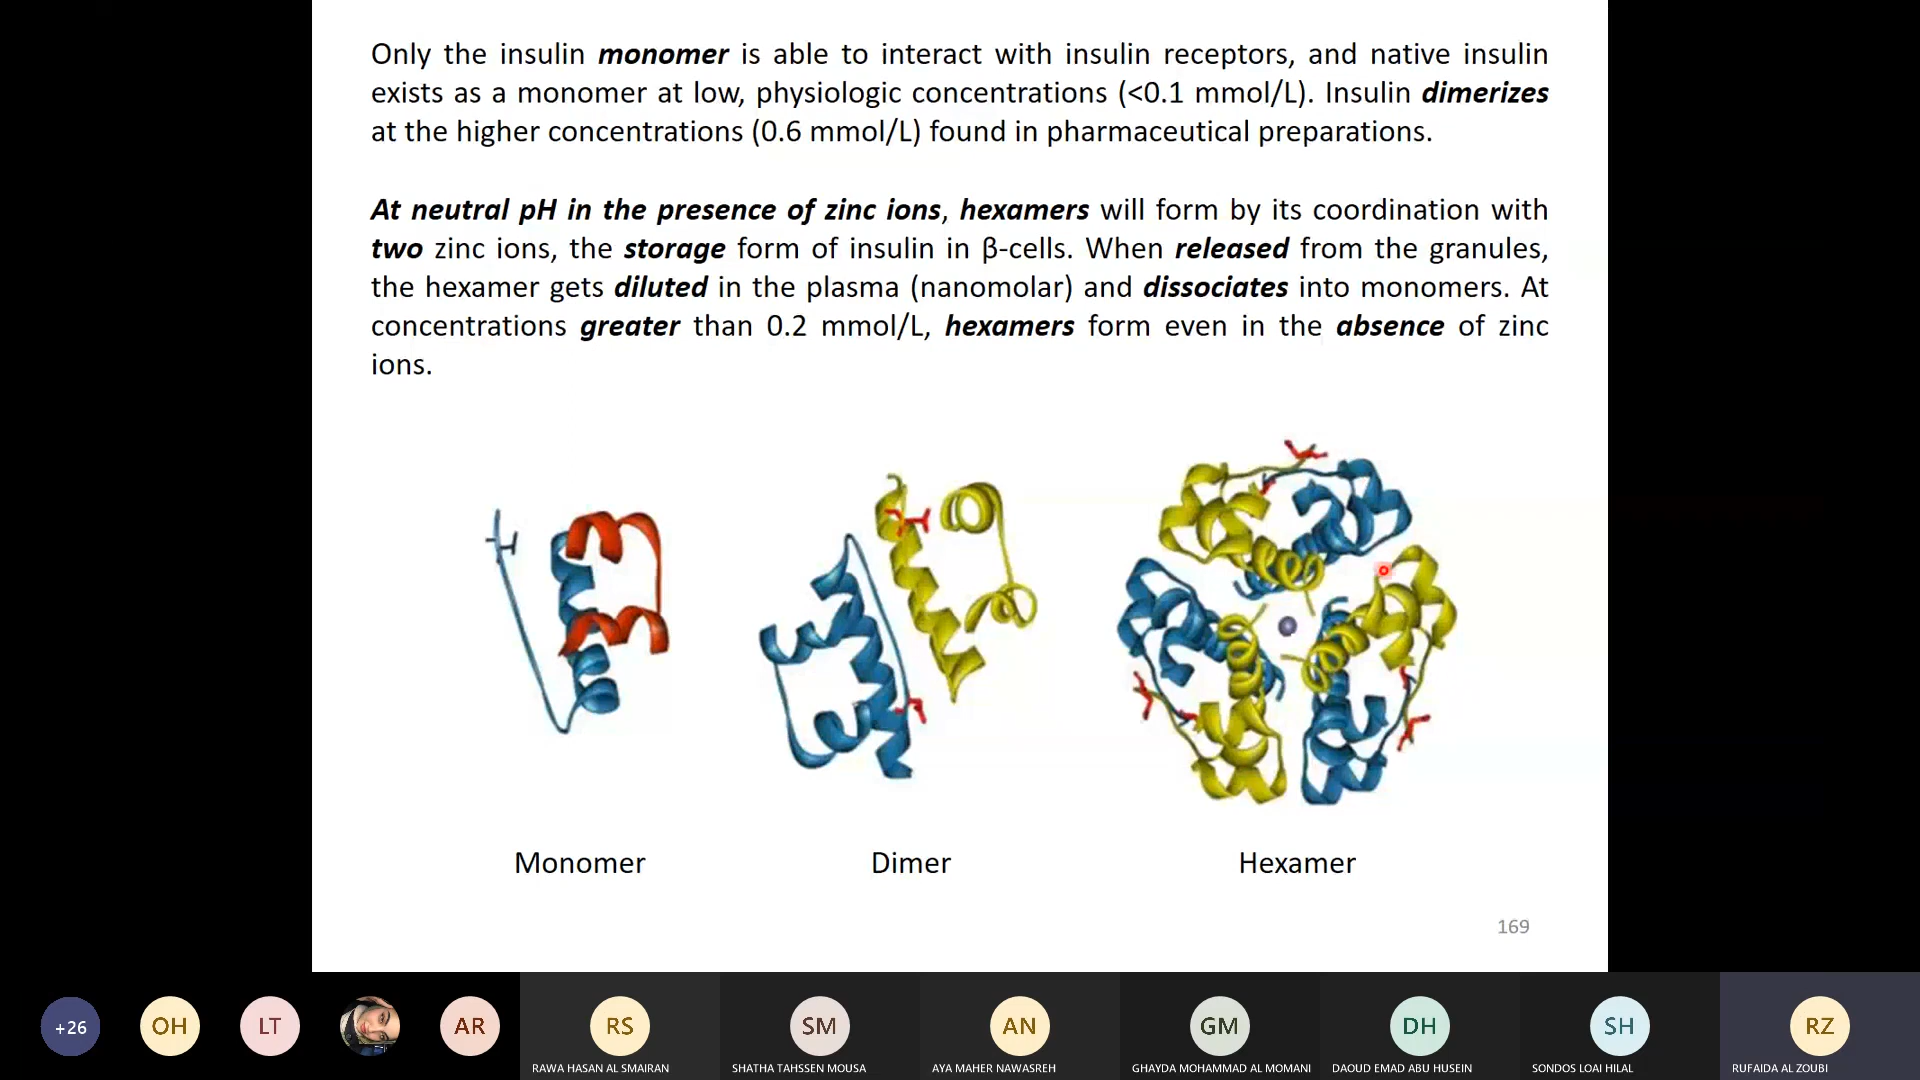 Only the insulin monomer is able to interact with insulin receptors, and native insulin
exists as a monomer at low, physiologic concentrations (<0.1 mmol/L). Insulin dimerizes
at the higher concentrations (0.6 mmol/L) found in pharmaceutical preparations.
At neutral pH in the presence of zinc ions, hexamers will form by its coordination with
two zinc ions, the storage form of insulin in β-cells. When released from the granules,
the hexamer gets diluted in the plasma (nanomolar) and dissociates into monomers. At
concentrations greater than 0.2 mmol/L, hexamers form even in the absence of zinc
ions.
Monomer Dimer Hexamer
169
+26 OH LT AR RS SM AN GM DH SH RZ
RAWA HASAN AL SMAIRAN SHATHA TAHSSEN MOUSA AYA MAHER NAWASREH GHAYDA MOHAMMAD AL MOMANI DAOUD EMAD ABU HUSEIN SONDOS LOAI HILAL RUFAIDA AL ZOUBI